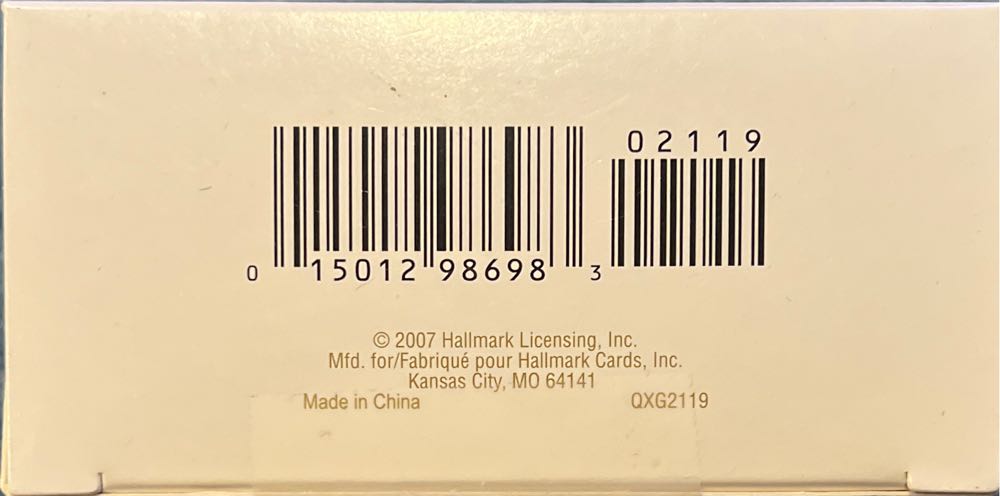 02119
0 15012 98698 3
© 2007 Hallmark Licensing, Inc.
Mfd. for/Fabriqué pour Hallmark Cards, Inc.
Kansas City, MO 64141
Made in China QXG2119